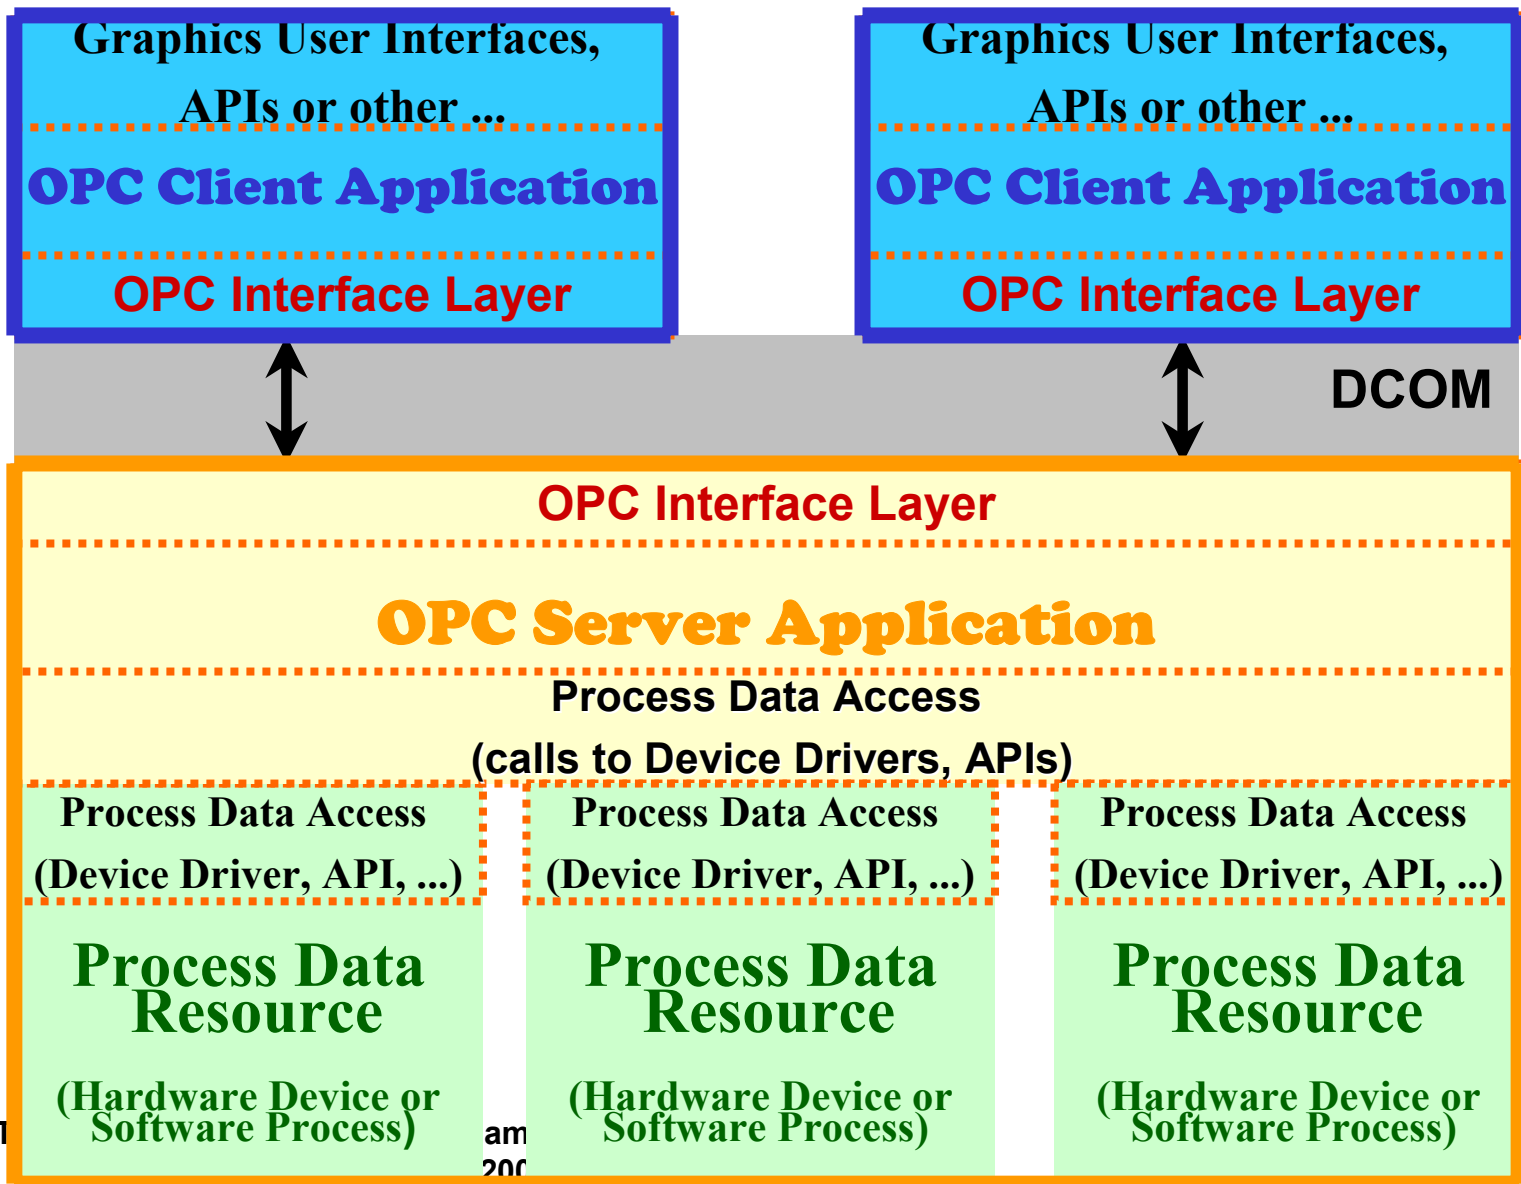 Graphics User Interfaces,
APIs or other ...
OPC Client Application
OPC Interface Layer
Graphics User Interfaces,
APIs or other ...
OPC Client Application
OPC Interface Layer
DCOM
OPC Interface Layer
OPC Server Application
Process Data Access
(calls to Device Drivers, APIs)
Process Data Access
(Device Driver, API, ...)
Process Data
Resource
(Hardware Device or
Software Process)
Process Data Access
(Device Driver, API, ...)
Process Data
Resource
(Hardware Device or
Software Process)
Process Data Access
(Device Driver, API, ...)
Process Data
Resource
(Hardware Device or
Software Process)